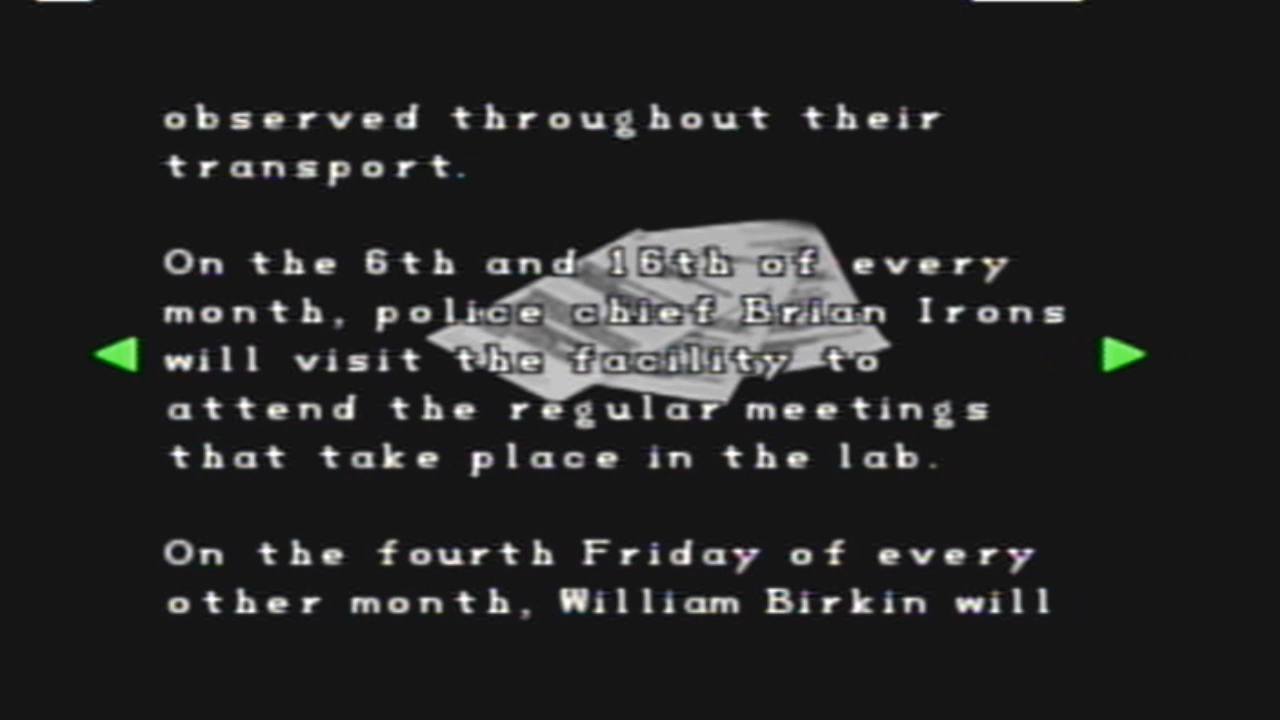 observed throughout their
transport.
On the 6th and 16th of every
month, police chief Brian Irons
will visit the facility to
attend the regular meetings
that take place in the lab.
On the fourth Friday of every
other month, William Birkin will